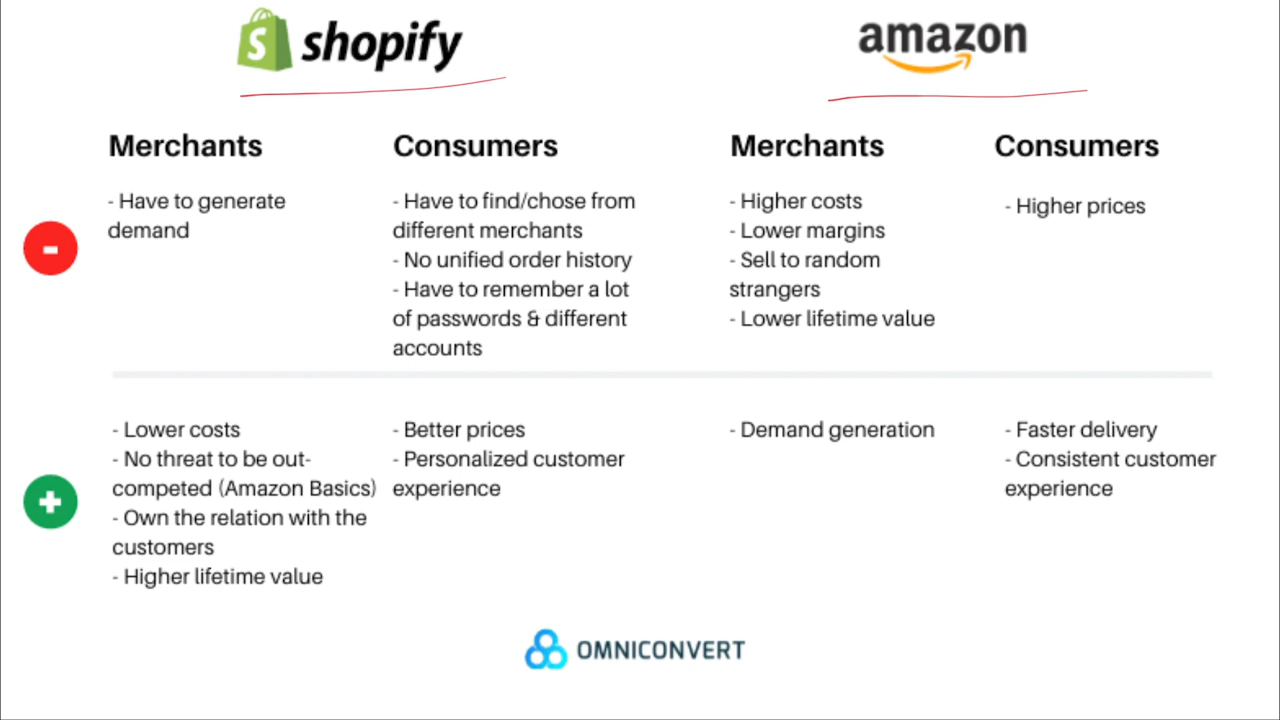 shopify
amazon
Merchants
Consumers
Merchants
Consumers
- Have to generate
demand
- Have to find/chose from
different merchants
- No unified order history
- Have to remember a lot
of passwords & different
accounts
- Higher costs
- Lower margins
- Sell to random
strangers
- Lower lifetime value
- Higher prices
- Lower costs
- No threat to be out-
competed (Amazon Basics)
- Own the relation with the
customers
- Higher lifetime value
- Better prices
- Personalized customer
experience
- Demand generation
- Faster delivery
- Consistent customer
experience
OMNICONVERT